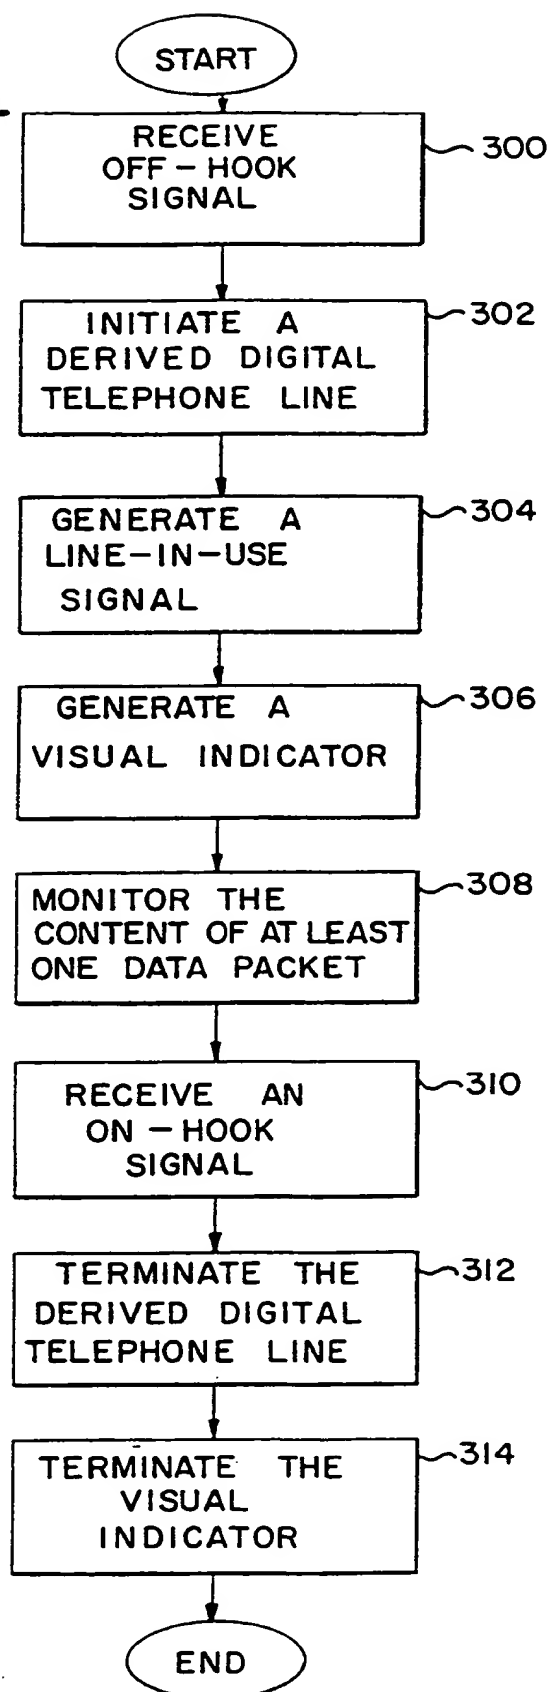 START
RECEIVE
OFF-HOOK
SIGNAL
300
INITIATE A
DERIVED DIGITAL
TELEPHONE LINE
302
GENERATE A
LINE-IN-USE
SIGNAL
304
GENERATE A
VISUAL INDICATOR
306
MONITOR THE
CONTENT OF AT LEAST
ONE DATA PACKET
308
RECEIVE AN
ON-HOOK
SIGNAL
310
TERMINATE THE
DERIVED DIGITAL
TELEPHONE LINE
312
TERMINATE THE
VISUAL
INDICATOR
314
END